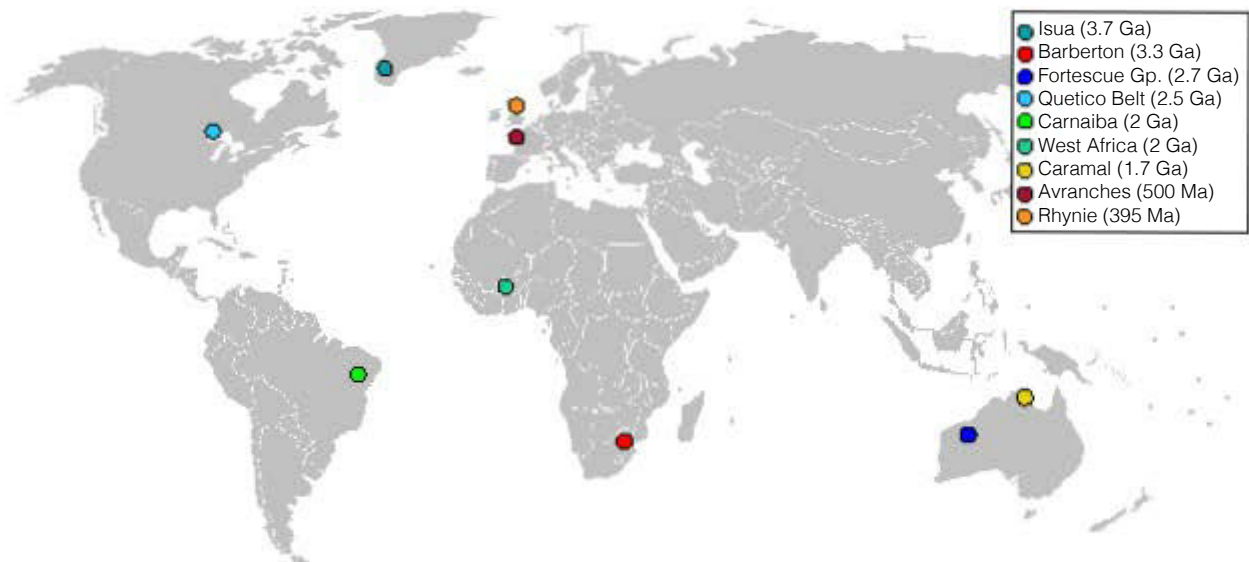 Isua (3.7 Ga)
Barberton (3.3 Ga)
Fortescue Gp. (2.7 Ga)
Quetico Belt (2.5 Ga)
Carnaiba (2 Ga)
West Africa (2 Ga)
Caramal (1.7 Ga)
Avranches (500 Ma)
Rhynie (395 Ma)